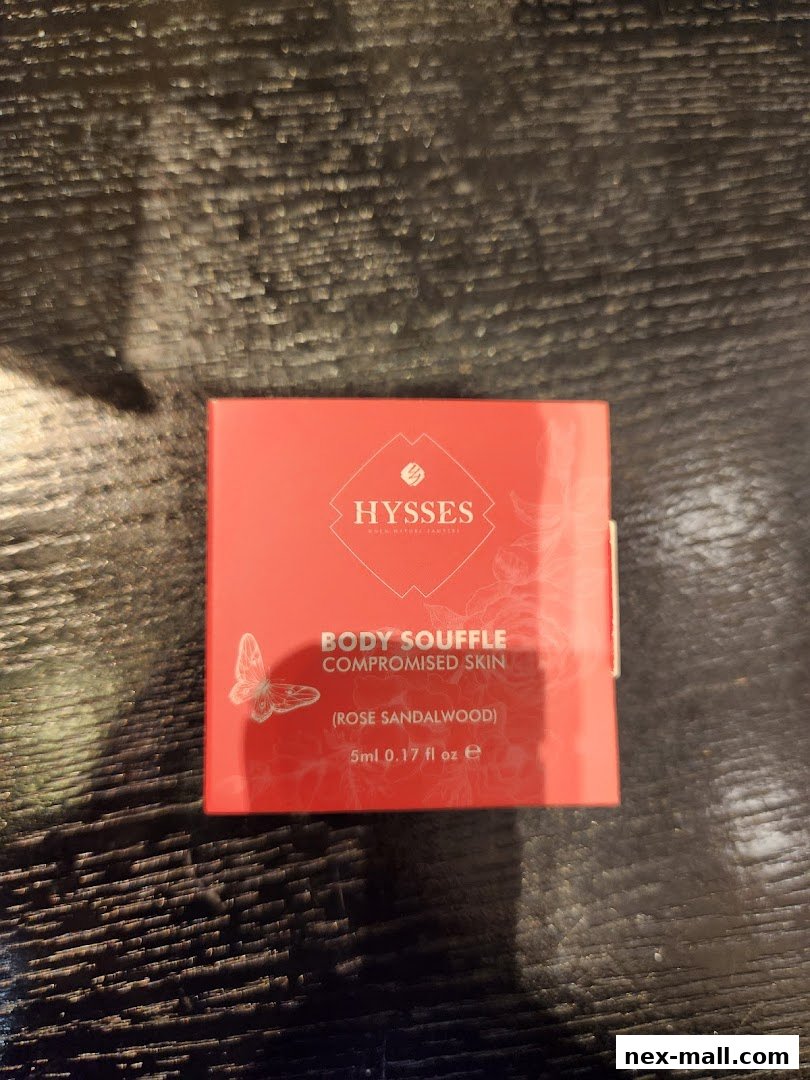 HYSSES
BODY SOUFFLE
COMPROMISED SKIN
(ROSE SANDALWOOD)
5ml 0.17 fl oz ℮
nex-mall.com